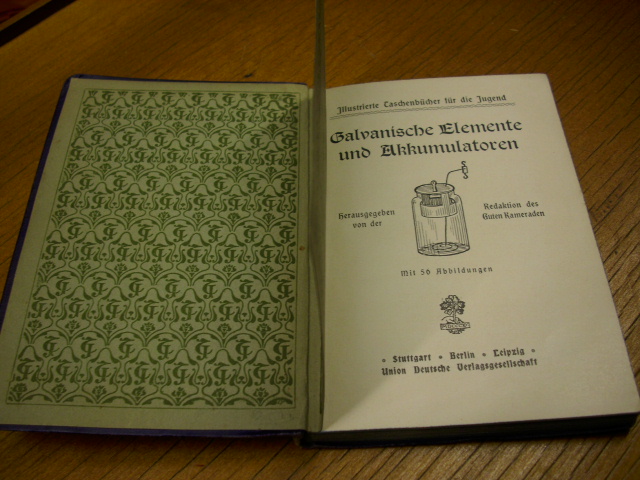 Illustrierte Taschenbücher für die Jugend
Galvanische Elemente
und Akkumulatoren
Herausgegeben
von der
Redaktion des
Guten Kameraden
Mit 56 Abbildungen
Stuttgart • Berlin • Leipzig
Union Deutsche Verlagsgesellschaft